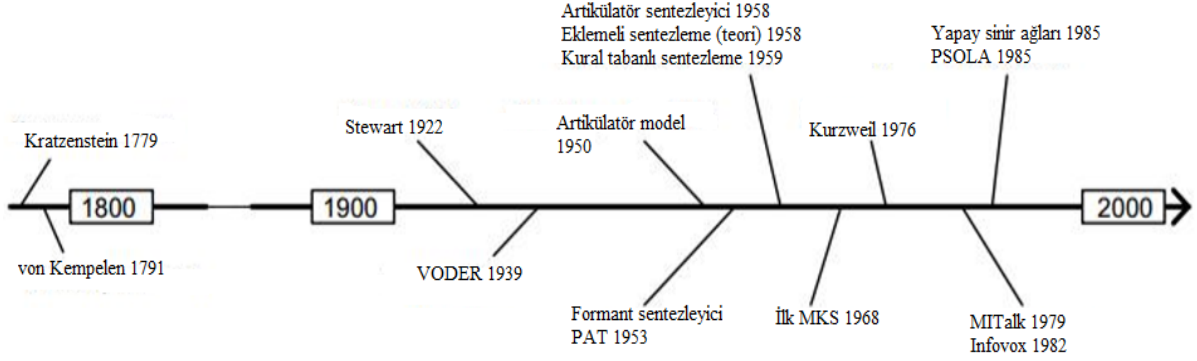 Artikülatör sentezleyici 1958
Eklemeli sentezleme (teori) 1958
Kural tabanlı sentezleme 1959
Yapay sinir ağları 1985
PSOLA 1985
Kratzenstein 1779
Stewart 1922
Artikülatör model
1950
Kurzweil 1976
1800
1900
2000
von Kempelen 1791
VODER 1939
Formant sentezleyici
PAT 1953
İlk MKS 1968
MITalk 1979
Infovox 1982